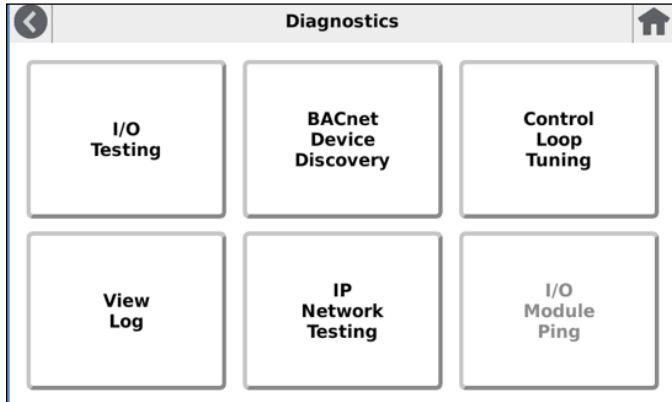 Diagnostics
I/O
Testing
BACnet
Device
Discovery
Control
Loop
Tuning
View
Log
IP
Network
Testing
I/O
Module
Ping